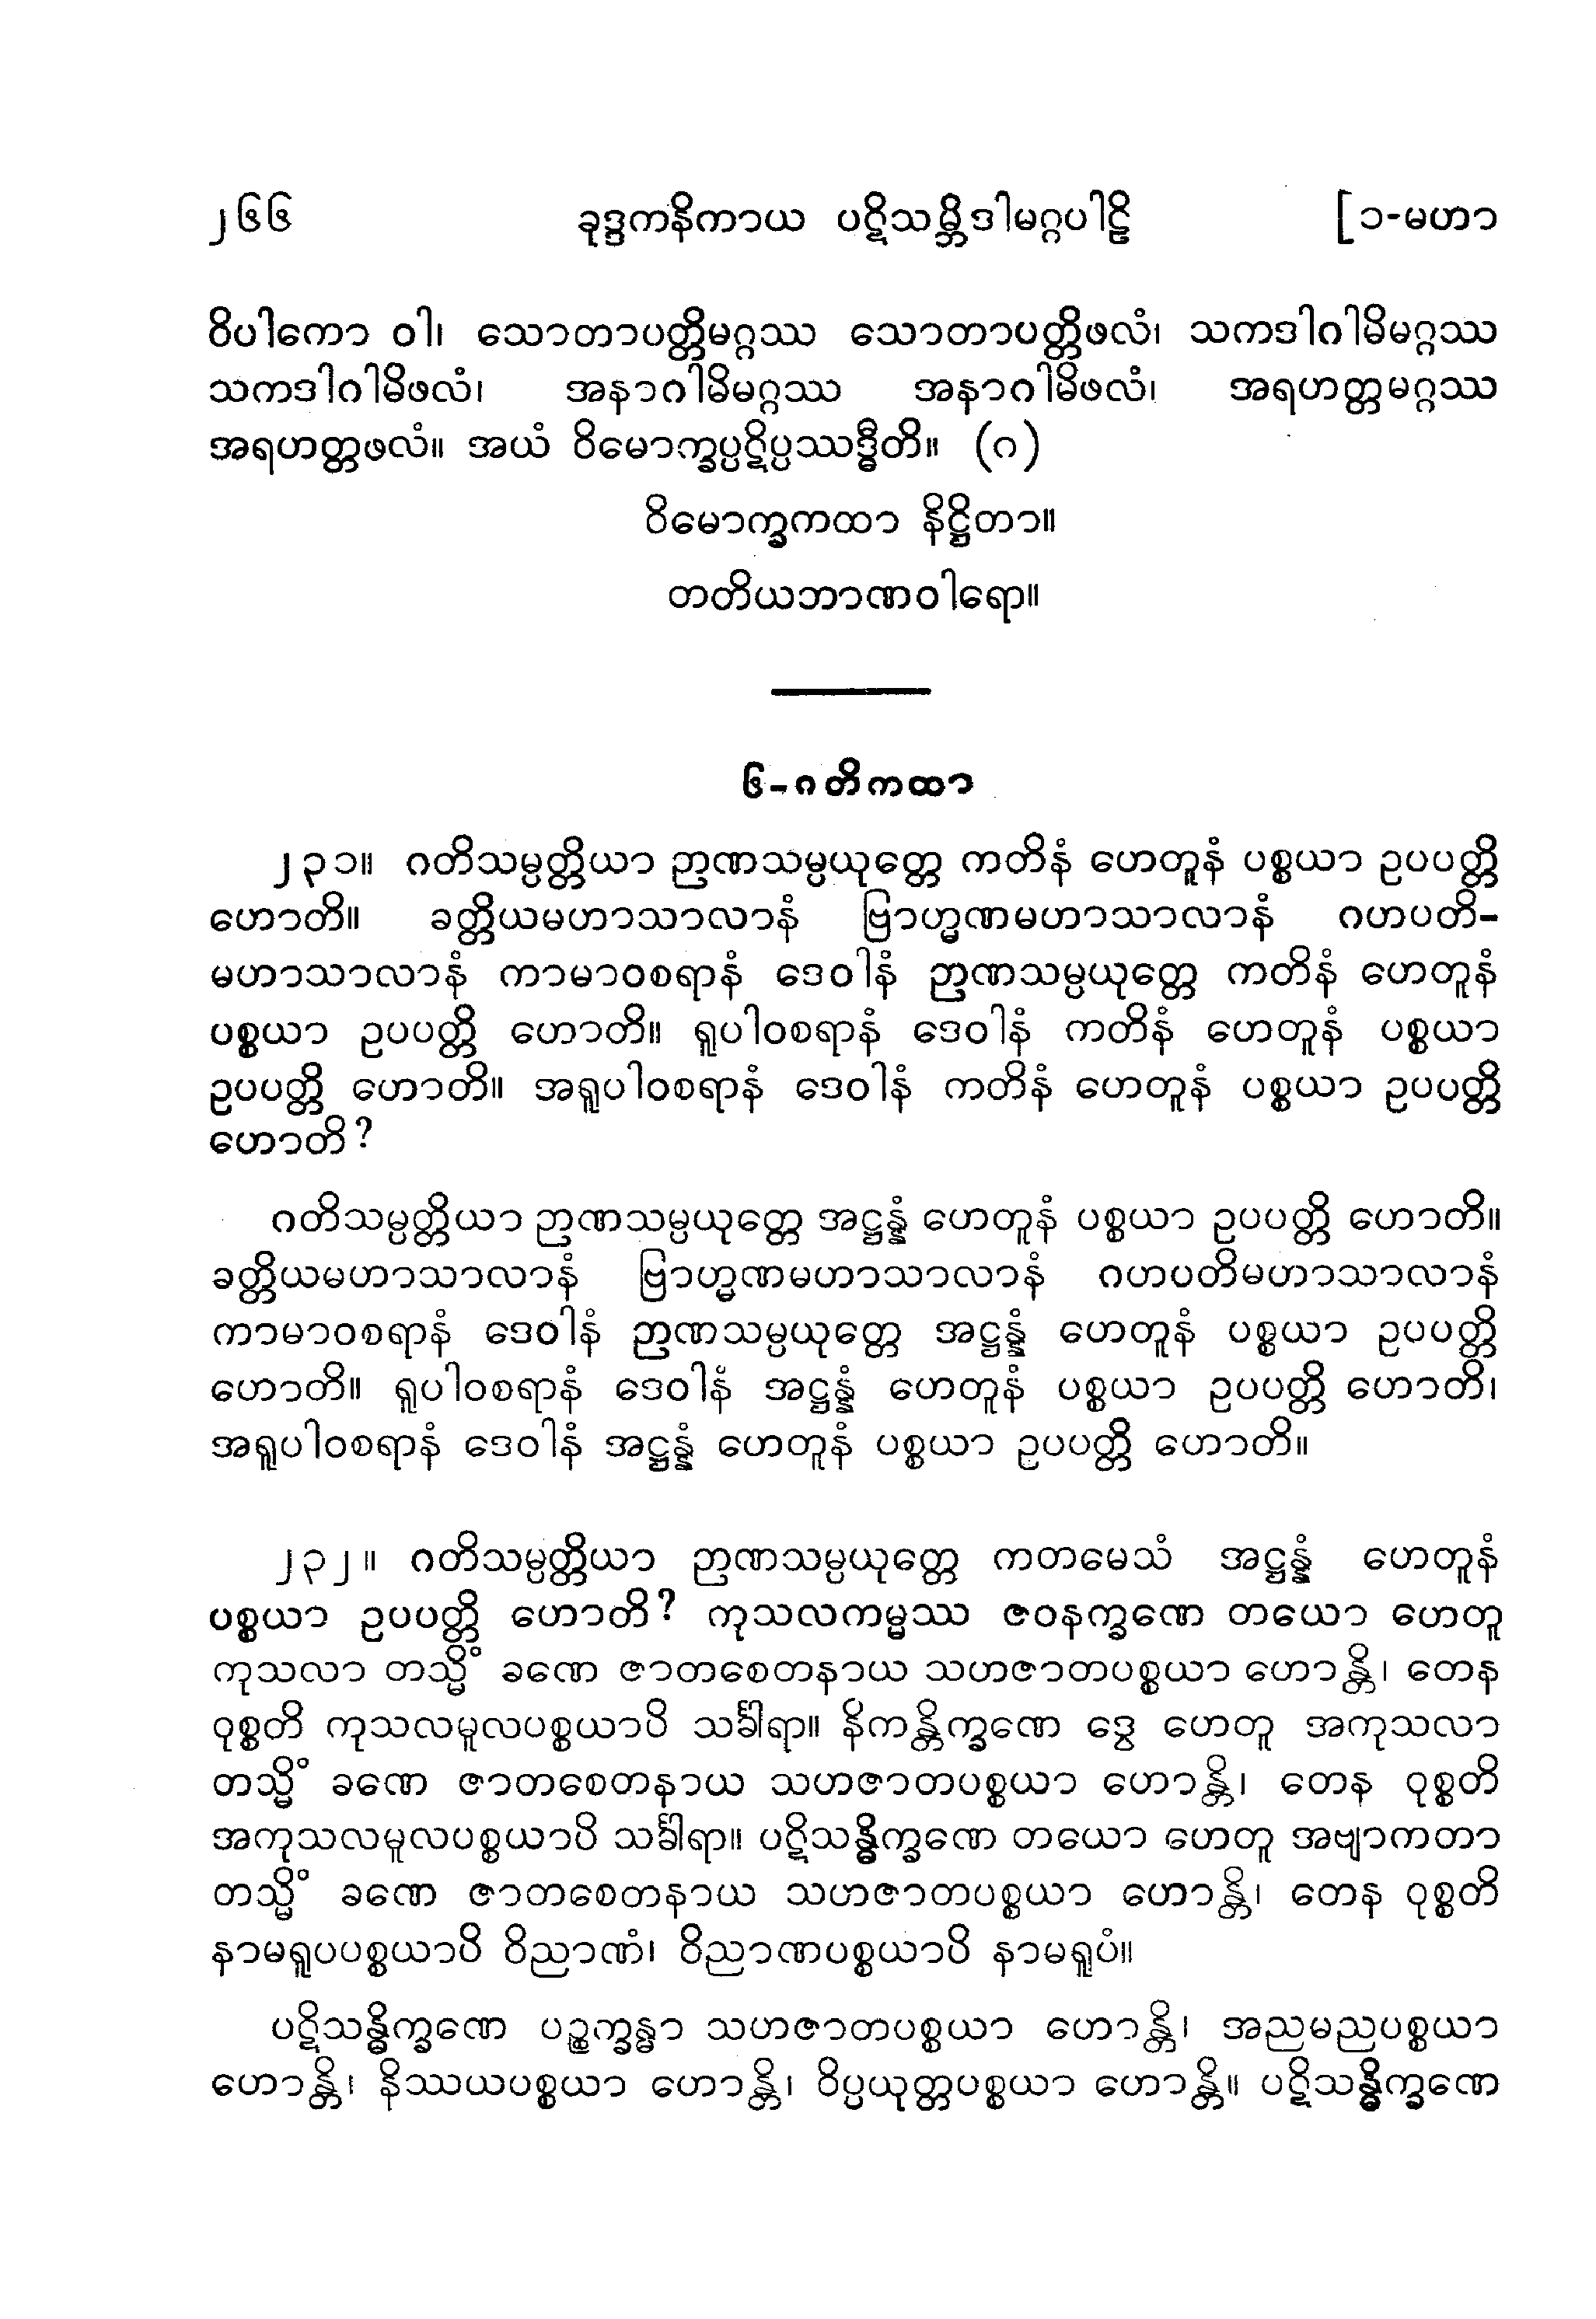 ၂၆၆ ခုဒ္ဒကနိကာယ ပဋိသမ္ဘိဒါမဂ္ဂပါဠိ [၁-မဟာ
ဝိပါကော ဝါ၊ သောတာပတ္တိမဂ္ဂဿ သောတာပတ္တိဖလံ၊ သကဒါဂါမိမဂ္ဂဿ
သကဒါဂါမိဖလံ၊ အနာဂါမိမဂ္ဂဿ အနာဂါမိဖလံ၊ အရဟတ္တမဂ္ဂဿ
အရဟတ္တဖလံ။ အယံ ဝိမောက္ခပ္ပဋိပ္ပဿဒ္ဓီတိ။ (ဂ)
ဝိမောက္ခကထာ နိဋ္ဌိတာ။
တတိယဘာဏဝါရော။
၆-ဂတိကထာ
၂၃၁။ ဂတိသမ္ပတ္တိယာ ဉာဏသမ္ပယုတ္တေ ကတိနံ ဟေတူနံ ပစ္စယာ ဥပပတ္တိ
ဟောတိ။ ခတ္တိယမဟာသာလာနံ ဗြာဟ္မဏမဟာသာလာနံ ဂဟပတိ-
မဟာသာလာနံ ကာမာဝစရာနံ ဒေဝါနံ ဉာဏသမ္ပယုတ္တေ ကတိနံ ဟေတူနံ
ပစ္စယာ ဥပပတ္တိ ဟောတိ။ ရူပါဝစရာနံ ဒေဝါနံ ကတိနံ ဟေတူနံ ပစ္စယာ
ဥပပတ္တိ ဟောတိ။ အရူပါဝစရာနံ ဒေဝါနံ ကတိနံ ဟေတူနံ ပစ္စယာ ဥပပတ္တိ
ဟောတိ?
ဂတိသမ္ပတ္တိယာ ဉာဏသမ္ပယုတ္တေ အဋ္ဌန္နံ ဟေတူနံ ပစ္စယာ ဥပပတ္တိ ဟောတိ။
ခတ္တိယမဟာသာလာနံ ဗြာဟ္မဏမဟာသာလာနံ ဂဟပတိမဟာသာလာနံ
ကာမာဝစရာနံ ဒေဝါနံ ဉာဏသမ္ပယုတ္တေ အဋ္ဌန္နံ ဟေတူနံ ပစ္စယာ ဥပပတ္တိ
ဟောတိ။ ရူပါဝစရာနံ ဒေဝါနံ အဋ္ဌန္နံ ဟေတူနံ ပစ္စယာ ဥပပတ္တိ ဟောတိ၊
အရူပါဝစရာနံ ဒေဝါနံ အဋ္ဌန္နံ ဟေတူနံ ပစ္စယာ ဥပပတ္တိ ဟောတိ။
၂၃၂။ ဂတိသမ္ပတ္တိယာ ဉာဏသမ္ပယုတ္တေ ကတမေသံ အဋ္ဌန္နံ ဟေတူနံ
ပစ္စယာ ဥပပတ္တိ ဟောတိ? ကုသလကမ္မဿ ဇဝနက္ခဏေ တယော ဟေတူ
ကုသလာ တသ္မိံ ခဏေ ဇာတစေတနာယ သဟဇာတပစ္စယာ ဟောန္တိ၊ တေန
ဝုစ္စတိ ကုသလမူလပစ္စယာပိ သင်္ခါရာ။ နိကန္တိက္ခဏေ ဒွေ ဟေတူ အကုသလာ
တသ္မိံ ခဏေ ဇာတစေတနာယ သဟဇာတပစ္စယာ ဟောန္တိ၊ တေန ဝုစ္စတိ
အကုသလမူလပစ္စယာပိ သင်္ခါရာ။ ပဋိသန္ဓိက္ခဏေ တယော ဟေတူ အဗျာကတာ
တသ္မိံ ခဏေ ဇာတစေတနာယ သဟဇာတပစ္စယာ ဟောန္တိ၊ တေန ဝုစ္စတိ
နာမရူပပစ္စယာပိ ဝိညာဏံ၊ ဝိညာဏပစ္စယာပိ နာမရူပံ။
ပဋိသန္ဓိက္ခဏေ ပဉ္စက္ခန္ဓာ သဟဇာတပစ္စယာ ဟောန္တိ၊ အညမညပစ္စယာ
ဟောန္တိ၊ နိဿယပစ္စယာ ဟောန္တိ၊ ဝိပ္ပယုတ္တပစ္စယာ ဟောန္တိ။ ပဋိသန္ဓိက္ခဏေ